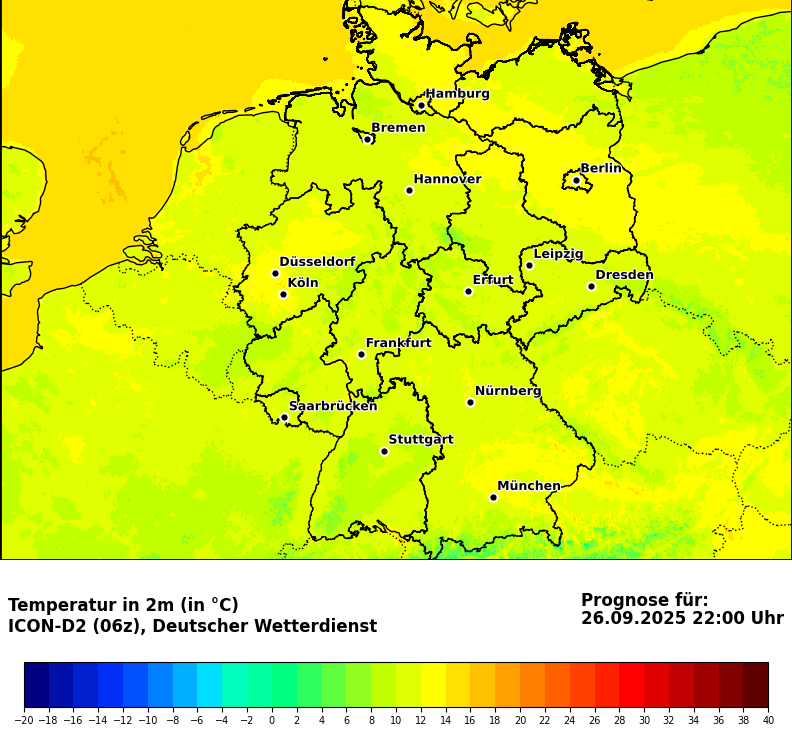 Hamburg
Bremen
Berlin
Hannover
Leipzig
Düsseldorf
Dresden
Köln
Erfurt
Frankfurt
Nürnberg
Saarbrücken
Stuttgart
München
Temperatur in 2m (in °C)
ICON-D2 (06z), Deutscher Wetterdienst
Prognose für:
26.09.2025 22:00 Uhr
−20 −18 −16 −14 −12 −10 −8 −6 −4 −2 0 2 4 6 8 10 12 14 16 18 20 22 24 26 28 30 32 34 36 38 40